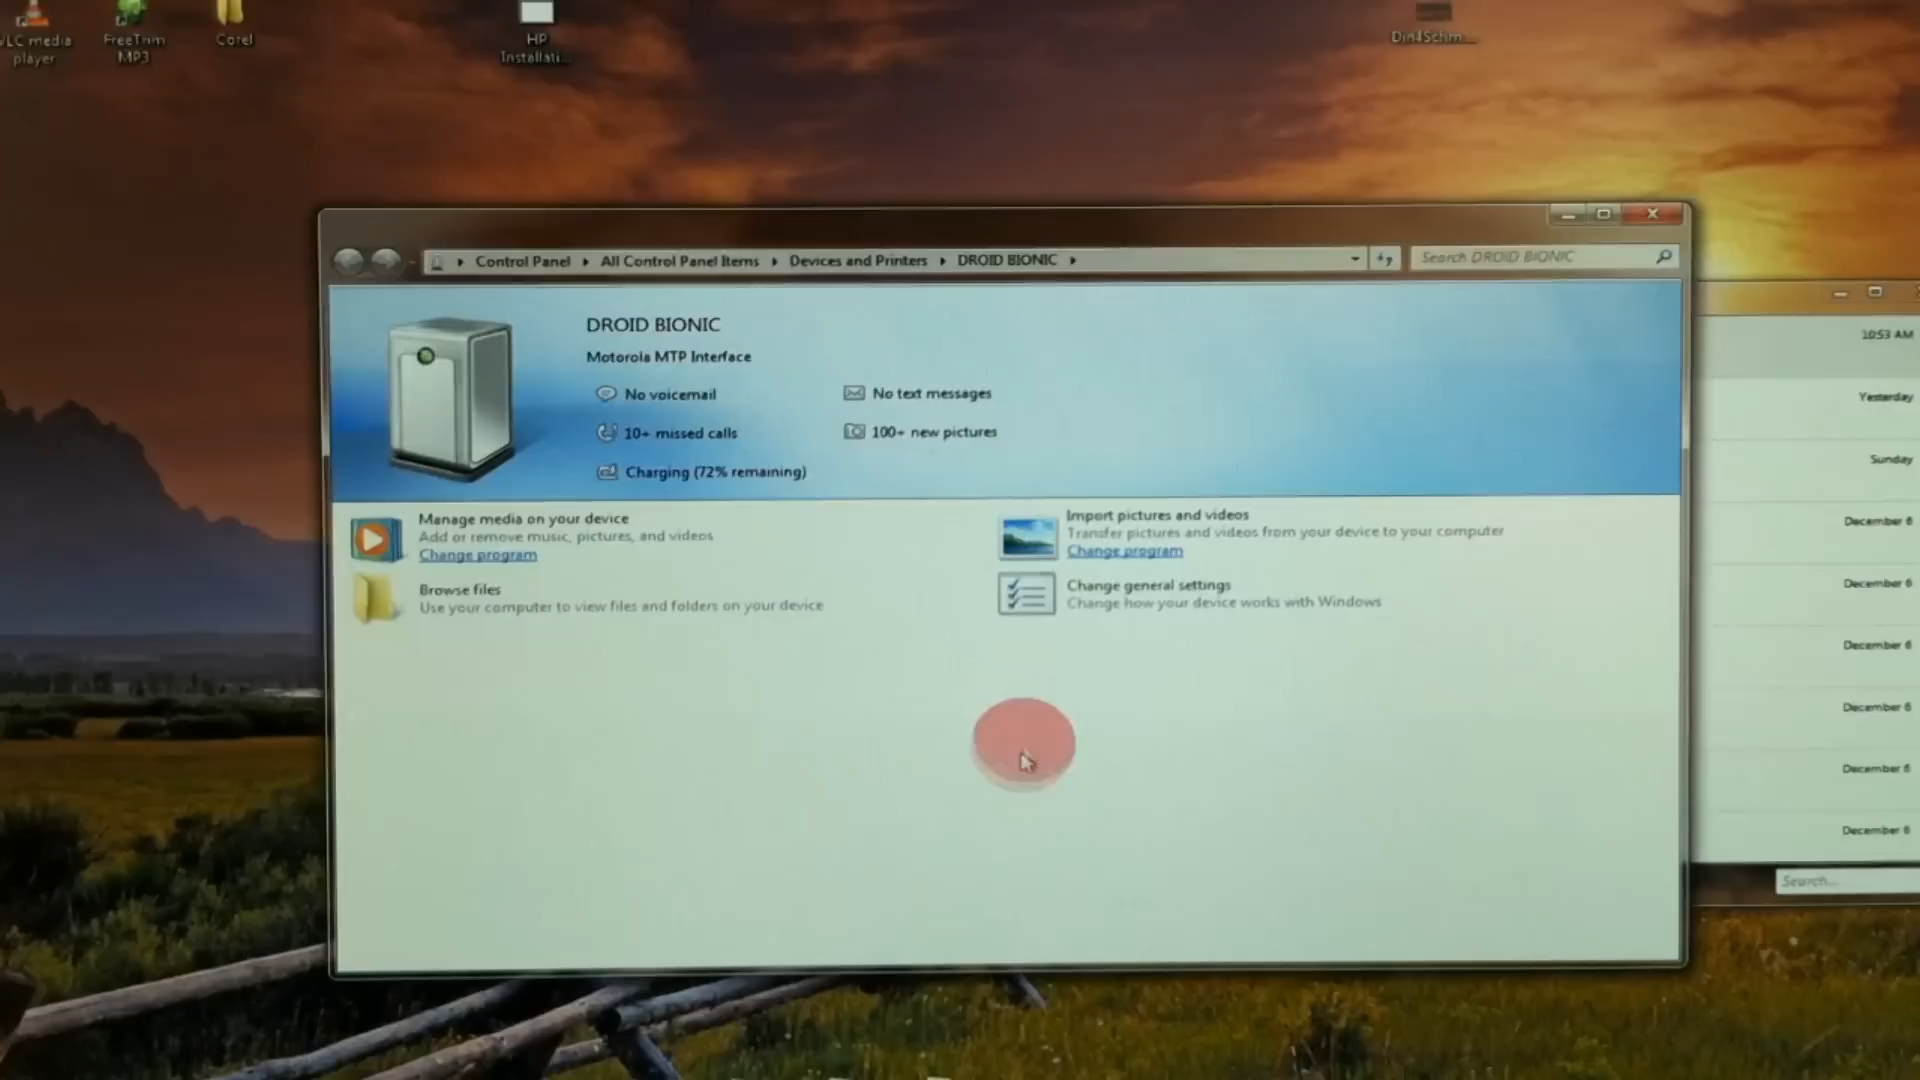 VLC media
player
FreeTrim
MP3
Corel
HP
Installati...
Din4Schm...
Control Panel
All Control Panel Items
Devices and Printers
DROID BIONIC
Search DROID BIONIC
DROID BIONIC
Motorola MTP Interface
No voicemail
No text messages
10+ missed calls
100+ new pictures
Charging (72% remaining)
Manage media on your device
Add or remove music, pictures, and videos
Change program
Import pictures and videos
Transfer pictures and videos from your device to your computer
Change program
Browse files
Use your computer to view files and folders on your device
Change general settings
Change how your device works with Windows
10:53 AM
Yesterday
Sunday
December 6
December 6
December 6
December 6
December 6
December 6
Search...